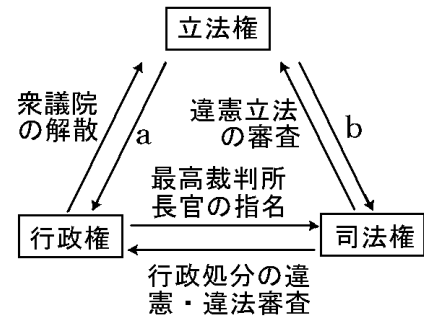 立法権
衆議院
の解散
a
違憲立法
の審査
b
最高裁判所
長官の指名
行政権
司法権
行政処分の違
憲・違法審査